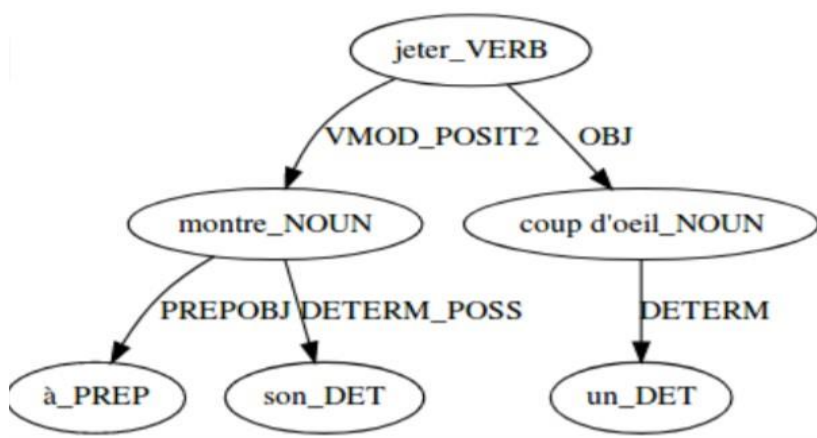 jeter_VERB
VMOD_POSIT2 OBJ
montre_NOUN coup d'oeil_NOUN
PREPOBJ DETERM_POSS DETERM
à_PREP son_DET un_DET